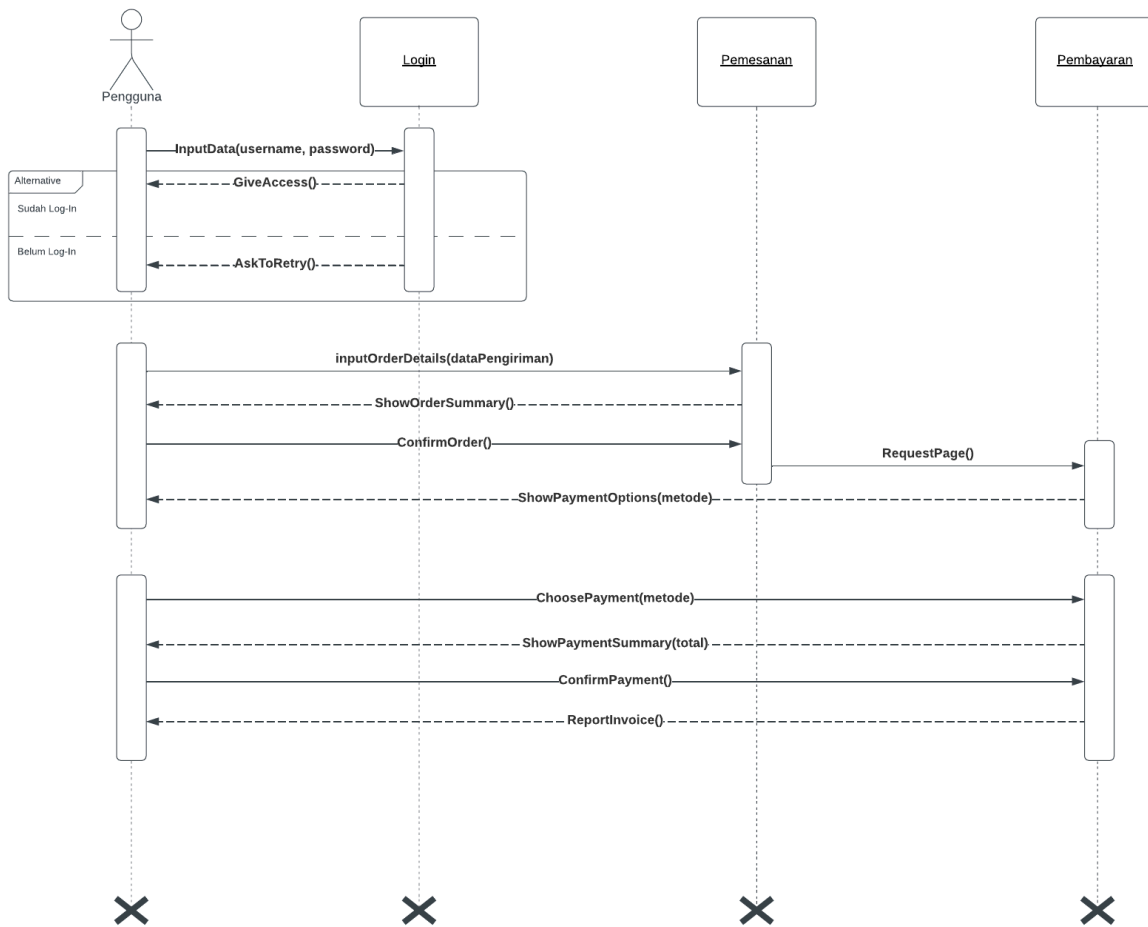 Pengguna
Login
Pemesanan
Pembayaran
InputData(username, password)
Alternative
GiveAccess()
Sudah Log-In
Belum Log-In
AskToRetry()
inputOrderDetails(dataPengiriman)
ShowOrderSummary()
ConfirmOrder()
RequestPage()
ShowPaymentOptions(metode)
ChoosePayment(metode)
ShowPaymentSummary(total)
ConfirmPayment()
ReportInvoice()